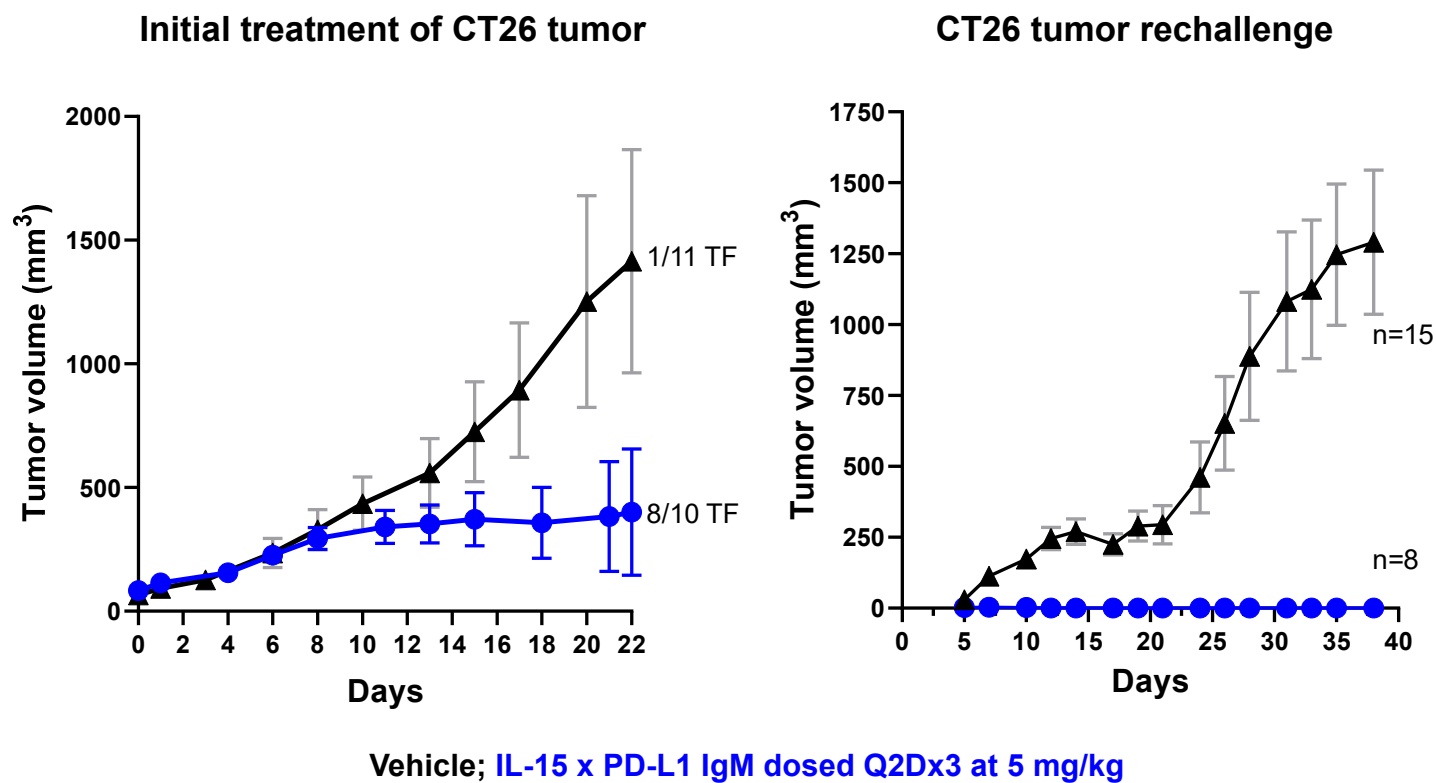 Initial treatment of CT26 tumor
Tumor volume (mm³)
2000
1500
1000
500
0
0 2 4 6 8 10 12 14 16 18 20 22
Days
1/11 TF
8/10 TF
CT26 tumor rechallenge
Tumor volume (mm³)
1750
1500
1250
1000
750
500
250
0
0 5 10 15 20 25 30 35 40
Days
n=15
n=8
Vehicle; IL-15 x PD-L1 IgM dosed Q2Dx3 at 5 mg/kg